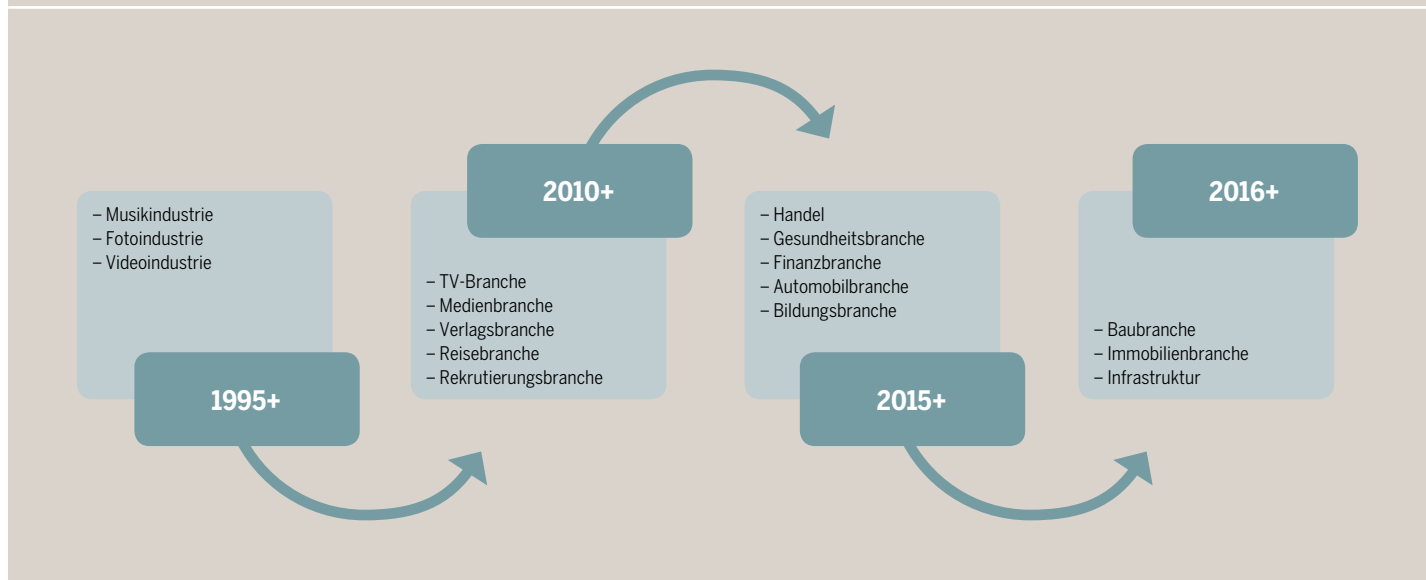 – Musikindustrie
– Fotoindustrie
– Videoindustrie
1995+
2010+
– TV-Branche
– Medienbranche
– Verlagsbranche
– Reisebranche
– Rekrutierungsbranche
– Handel
– Gesundheitsbranche
– Finanzbranche
– Automobilbranche
– Bildungsbranche
2015+
2016+
– Baubranche
– Immobilienbranche
– Infrastruktur